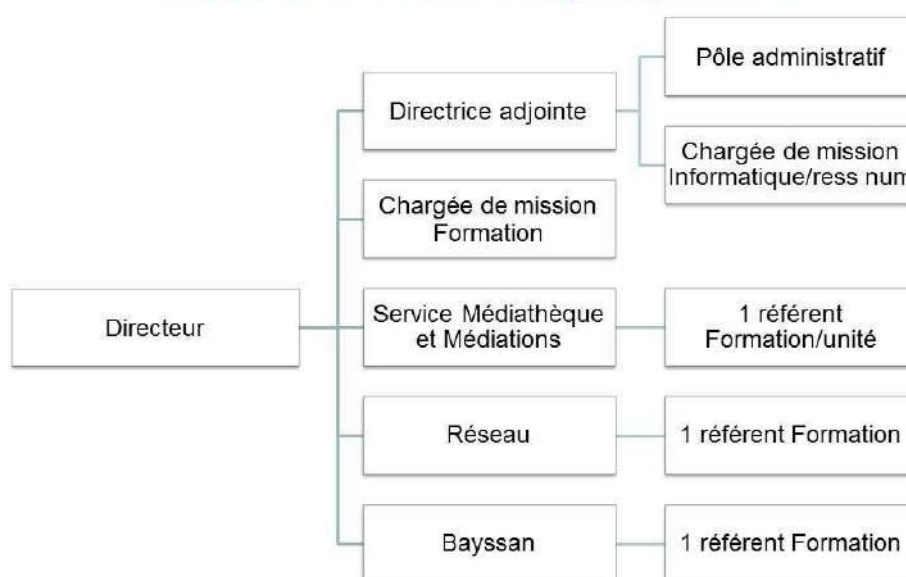 Pôle administratif
Directrice adjointe
Chargée de mission
Informatique/ress num
Chargée de mission
Formation
Directeur
Service Médiathèque
et Médiations
1 référent
Formation/unité
Réseau
1 référent Formation
Bayssan
1 référent Formation